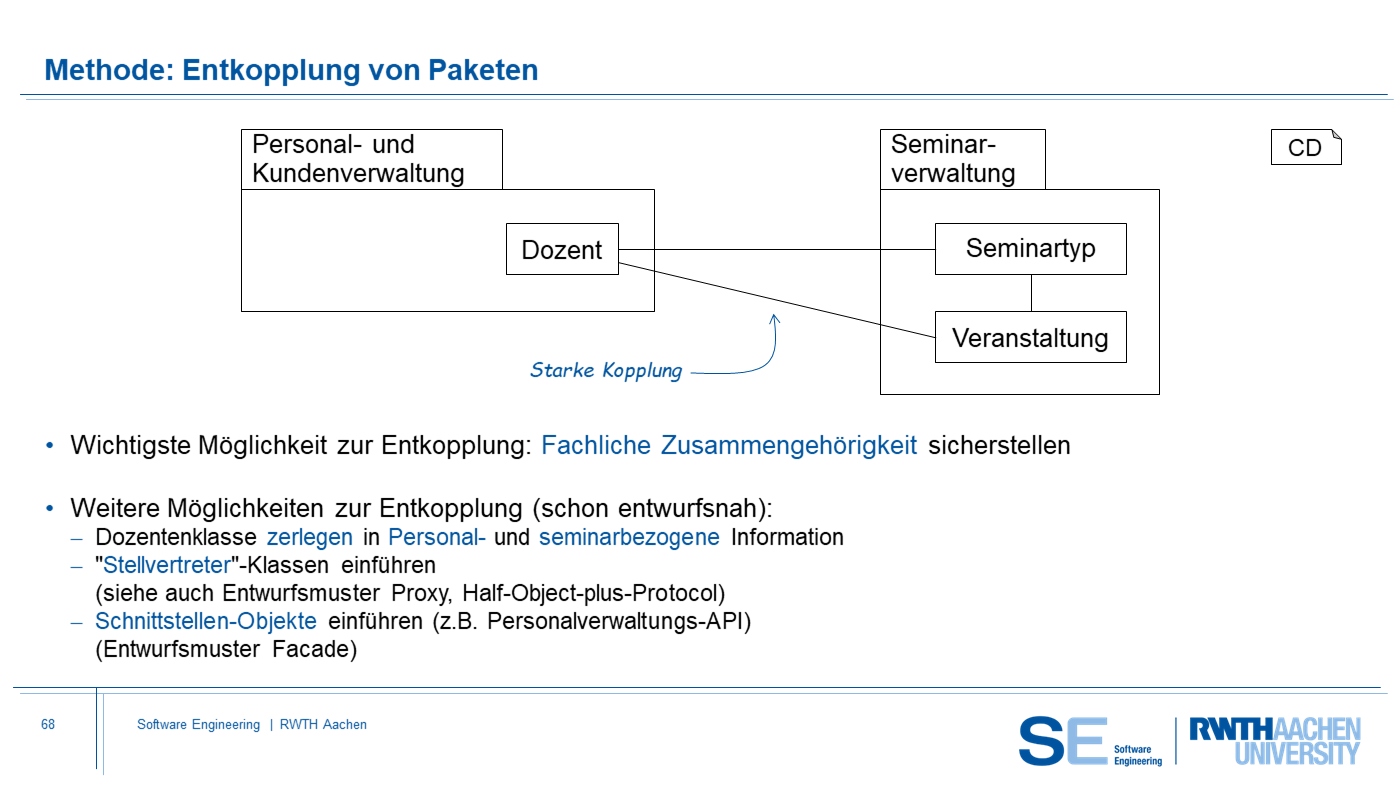 Methode: Entkopplung von Paketen
Personal- und
Kundenverwaltung
Seminar-
verwaltung
CD
Dozent
Seminartyp
Veranstaltung
Starke Kopplung
• Wichtigste Möglichkeit zur Entkopplung: Fachliche Zusammengehörigkeit sicherstellen
• Weitere Möglichkeiten zur Entkopplung (schon entwurfsnah):
– Dozentenklasse zerlegen in Personal- und seminarbezogene Information
– "Stellvertreter"-Klassen einführen
(siehe auch Entwurfsmuster Proxy, Half-Object-plus-Protocol)
– Schnittstellen-Objekte einführen (z.B. Personalverwaltungs-API)
(Entwurfsmuster Facade)
68
Software Engineering | RWTH Aachen
SE Software
Engineering
RWTHAACHEN
UNIVERSITY